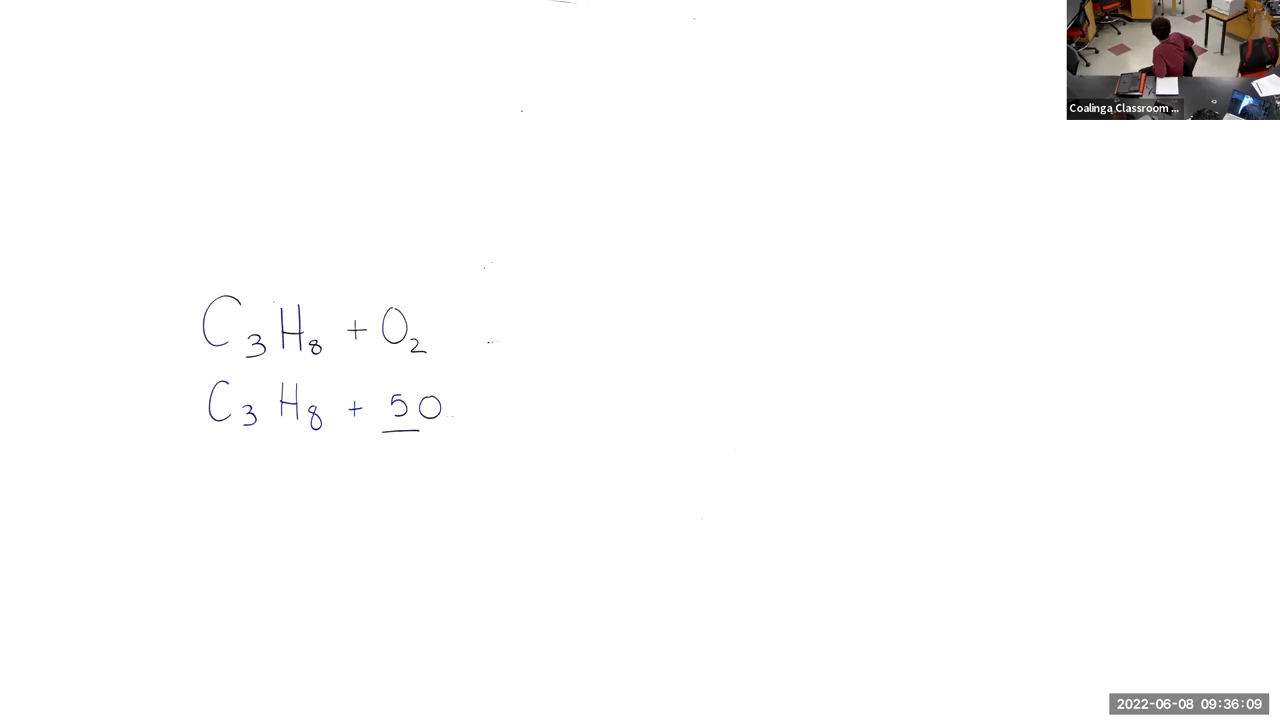 Coalinga Classroom ...
C₃H₈ + O₂
C₃H₈ + 5O
2022-06-08 09:36:09